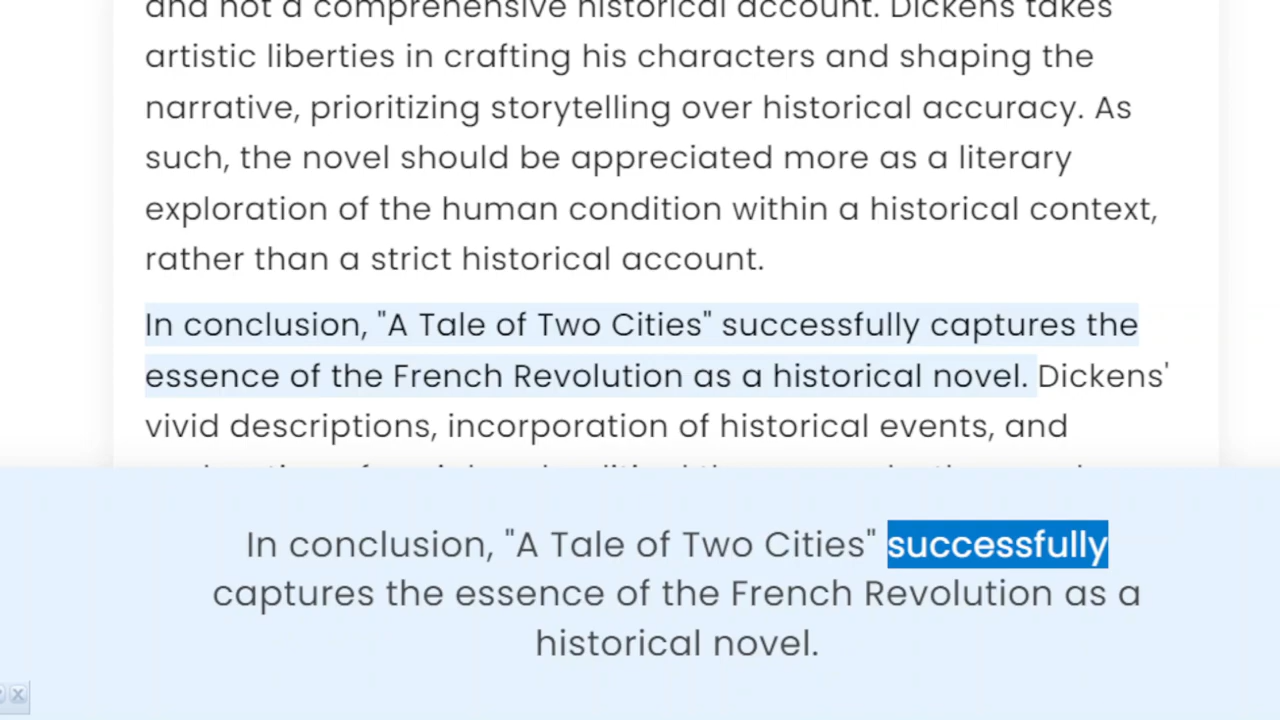 and not a comprehensive historical account. Dickens takes
artistic liberties in crafting his characters and shaping the
narrative, prioritizing storytelling over historical accuracy. As
such, the novel should be appreciated more as a literary
exploration of the human condition within a historical context,
rather than a strict historical account.
In conclusion, "A Tale of Two Cities" successfully captures the
essence of the French Revolution as a historical novel. Dickens'
vivid descriptions, incorporation of historical events, and
In conclusion, "A Tale of Two Cities" successfully
captures the essence of the French Revolution as a
historical novel.